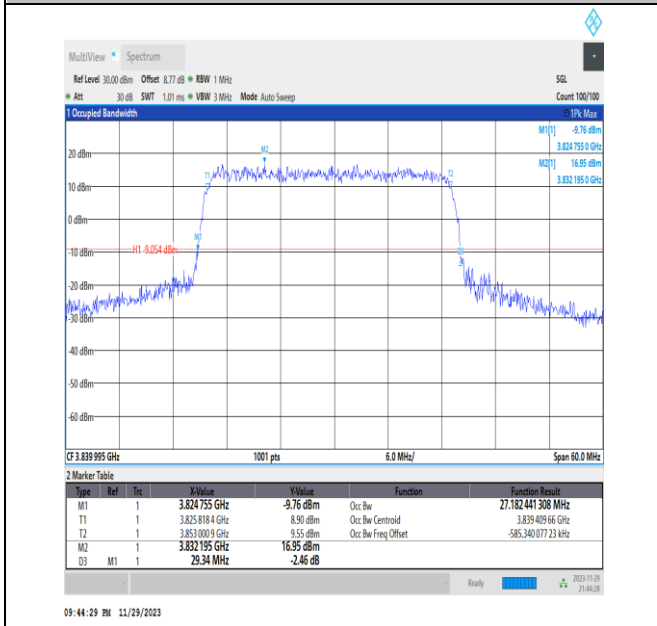 MultiView Spectrum
Ref Level 30.00 dBm Offset 8.77 dB RBW 1 MHz SGL
Att 30 dB SWT 1.01 ms VBW 3 MHz Mode Auto Sweep Count 100/100
1 Occupied Bandwidth 1Pk Max
M1[1] -9.76 dBm
3.824 755 0 GHz
M2[1] 16.95 dBm
3.832 195 0 GHz
20 dBm
M2
T1
T2
10 dBm
0 dBm
M1
H1 -9.054 dBm
-10 dBm
-20 dBm
-30 dBm
-40 dBm
-50 dBm
-60 dBm
CF 3.839 995 GHz 1001 pts 6.0 MHz/ Span 60.0 MHz
2 Marker Table
Type Ref Trc X-Value Y-Value Function Function Result
M1 1 3.824 755 GHz -9.76 dBm Occ Bw 27.182 441 308 MHz
T1 1 3.825 818 4 GHz 8.90 dBm Occ Bw Centroid 3.839 409 66 GHz
T2 1 3.853 000 9 GHz 9.55 dBm Occ Bw Freq Offset -585.340 077 23 kHz
M2 1 3.832 195 GHz 16.95 dBm
D3 M1 1 29.34 MHz -2.46 dB
Ready 2023-11-29
21:44:28
09:44:29 PM 11/29/2023